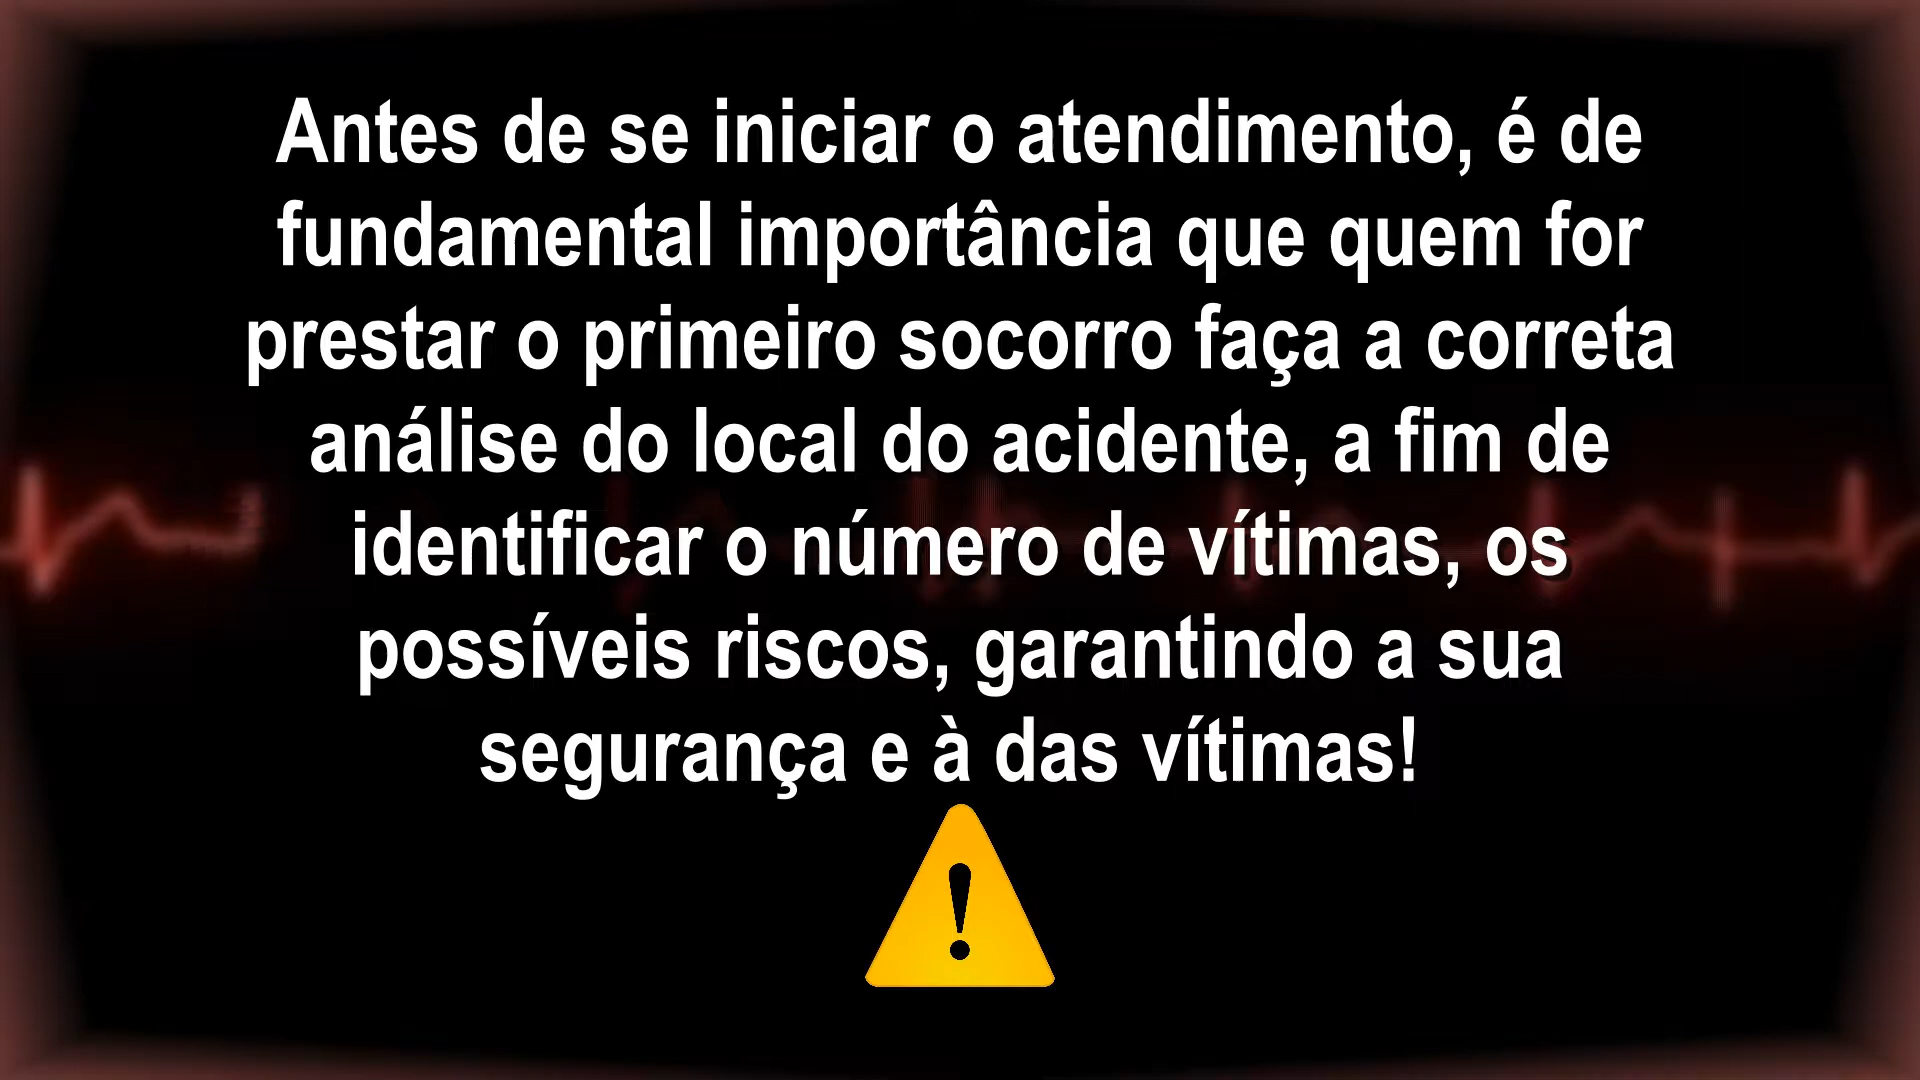 Antes de se iniciar o atendimento, é de
fundamental importância que quem for
prestar o primeiro socorro faça a correta
análise do local do acidente, a fim de
identificar o número de vítimas, os
possíveis riscos, garantindo a sua
segurança e à das vítimas!